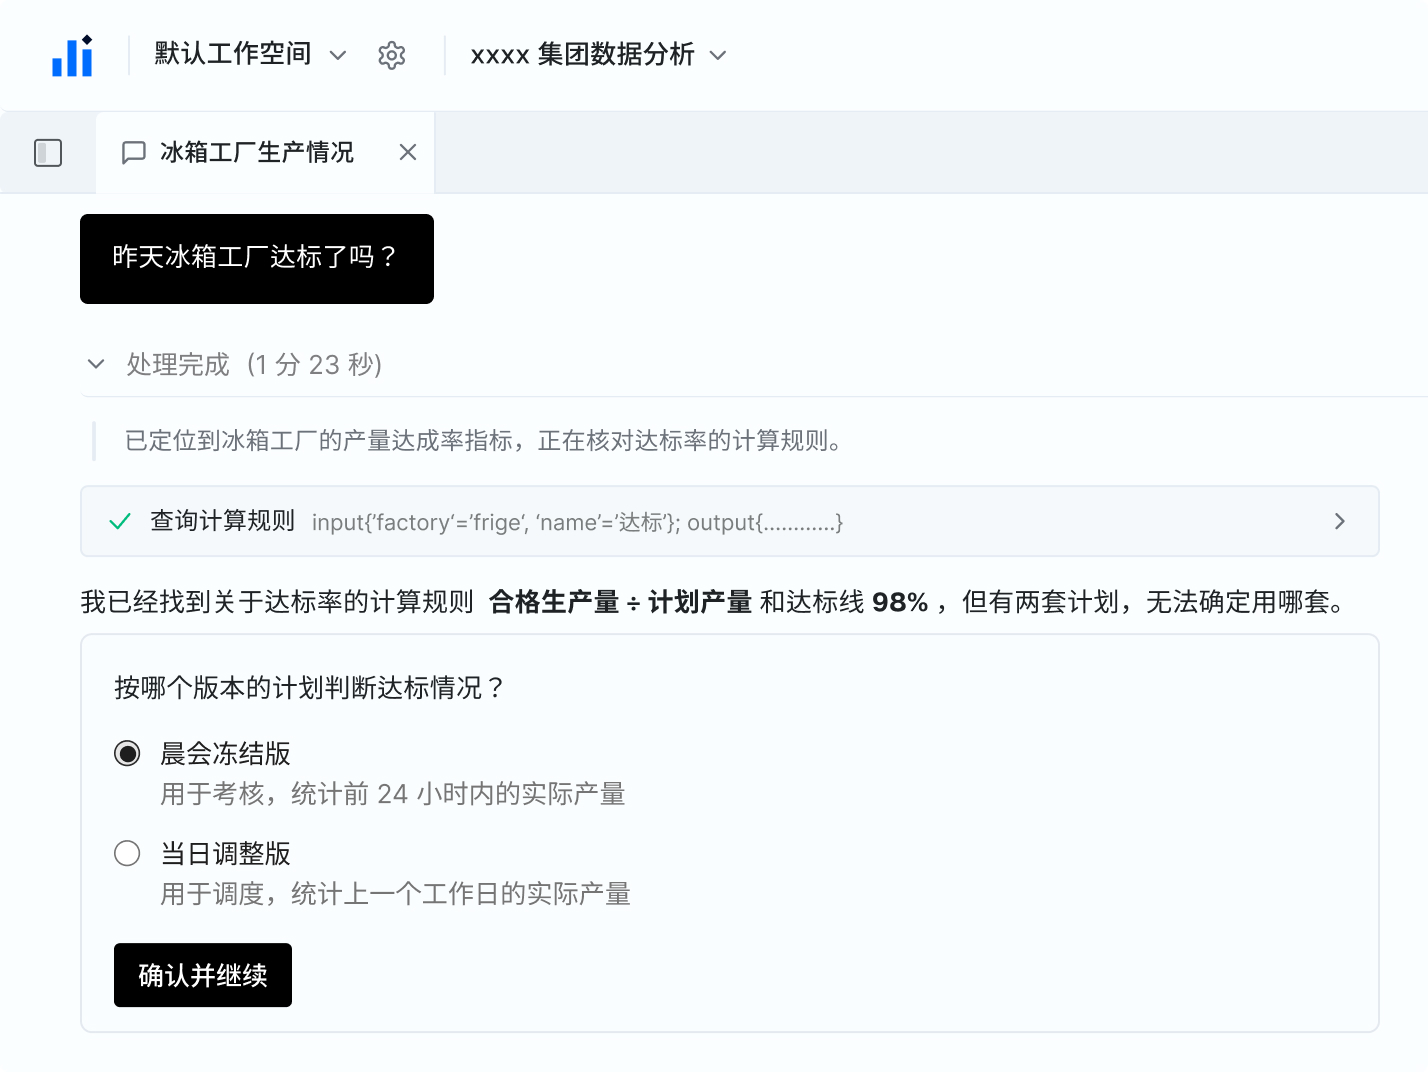 默认工作空间
xxxx 集团数据分析
冰箱工厂生产情况
昨天冰箱工厂达标了吗？
处理完成 (1 分 23 秒)
已定位到冰箱工厂的产量达成率指标，正在核对达标率的计算规则。
查询计算规则 input{’factory‘=’frige‘, ‘name’=’达标’}; output{............}
我已经找到关于达标率的计算规则 合格生产量 ÷ 计划产量 和达标线 98% ，但有两套计划，无法确定用哪套。
按哪个版本的计划判断达标情况？
晨会冻结版
用于考核，统计前 24 小时内的实际产量
当日调整版
用于调度，统计上一个工作日的实际产量
确认并继续